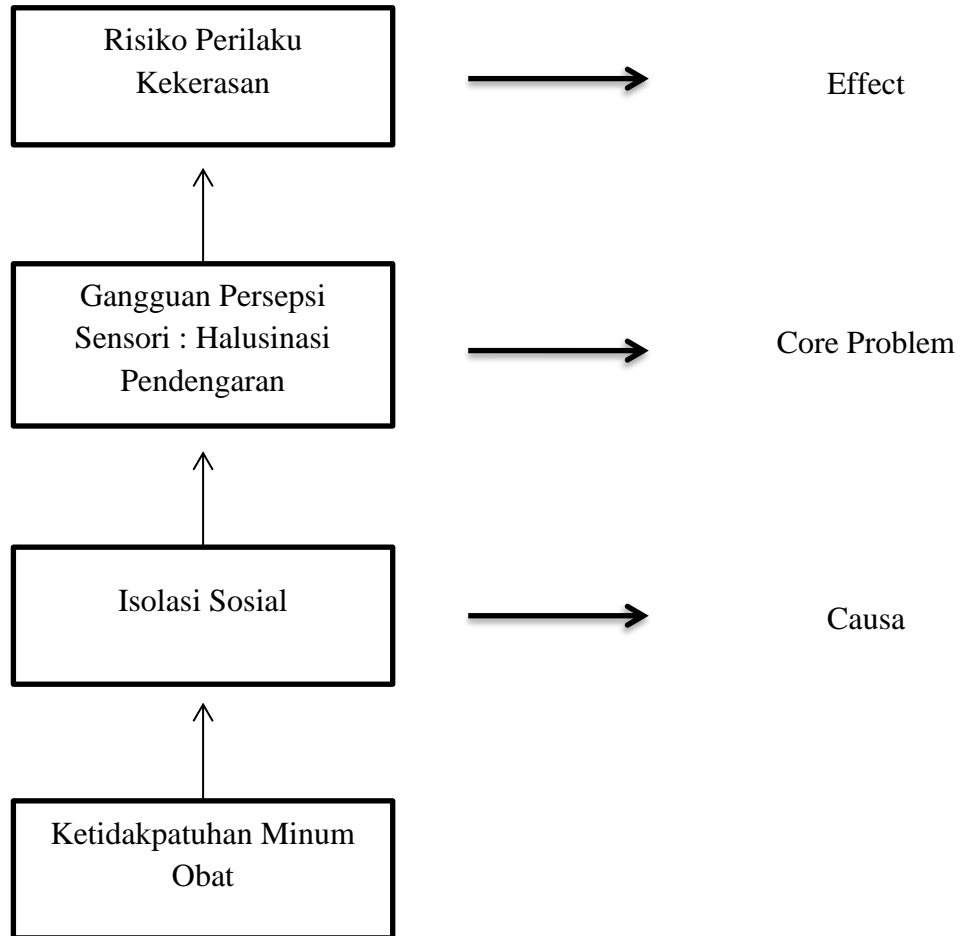 Risiko Perilaku
Kekerasan
Effect
Gangguan Persepsi
Sensori : Halusinasi
Pendengaran
Core Problem
Isolasi Sosial
Causa
Ketidakpatuhan Minum
Obat